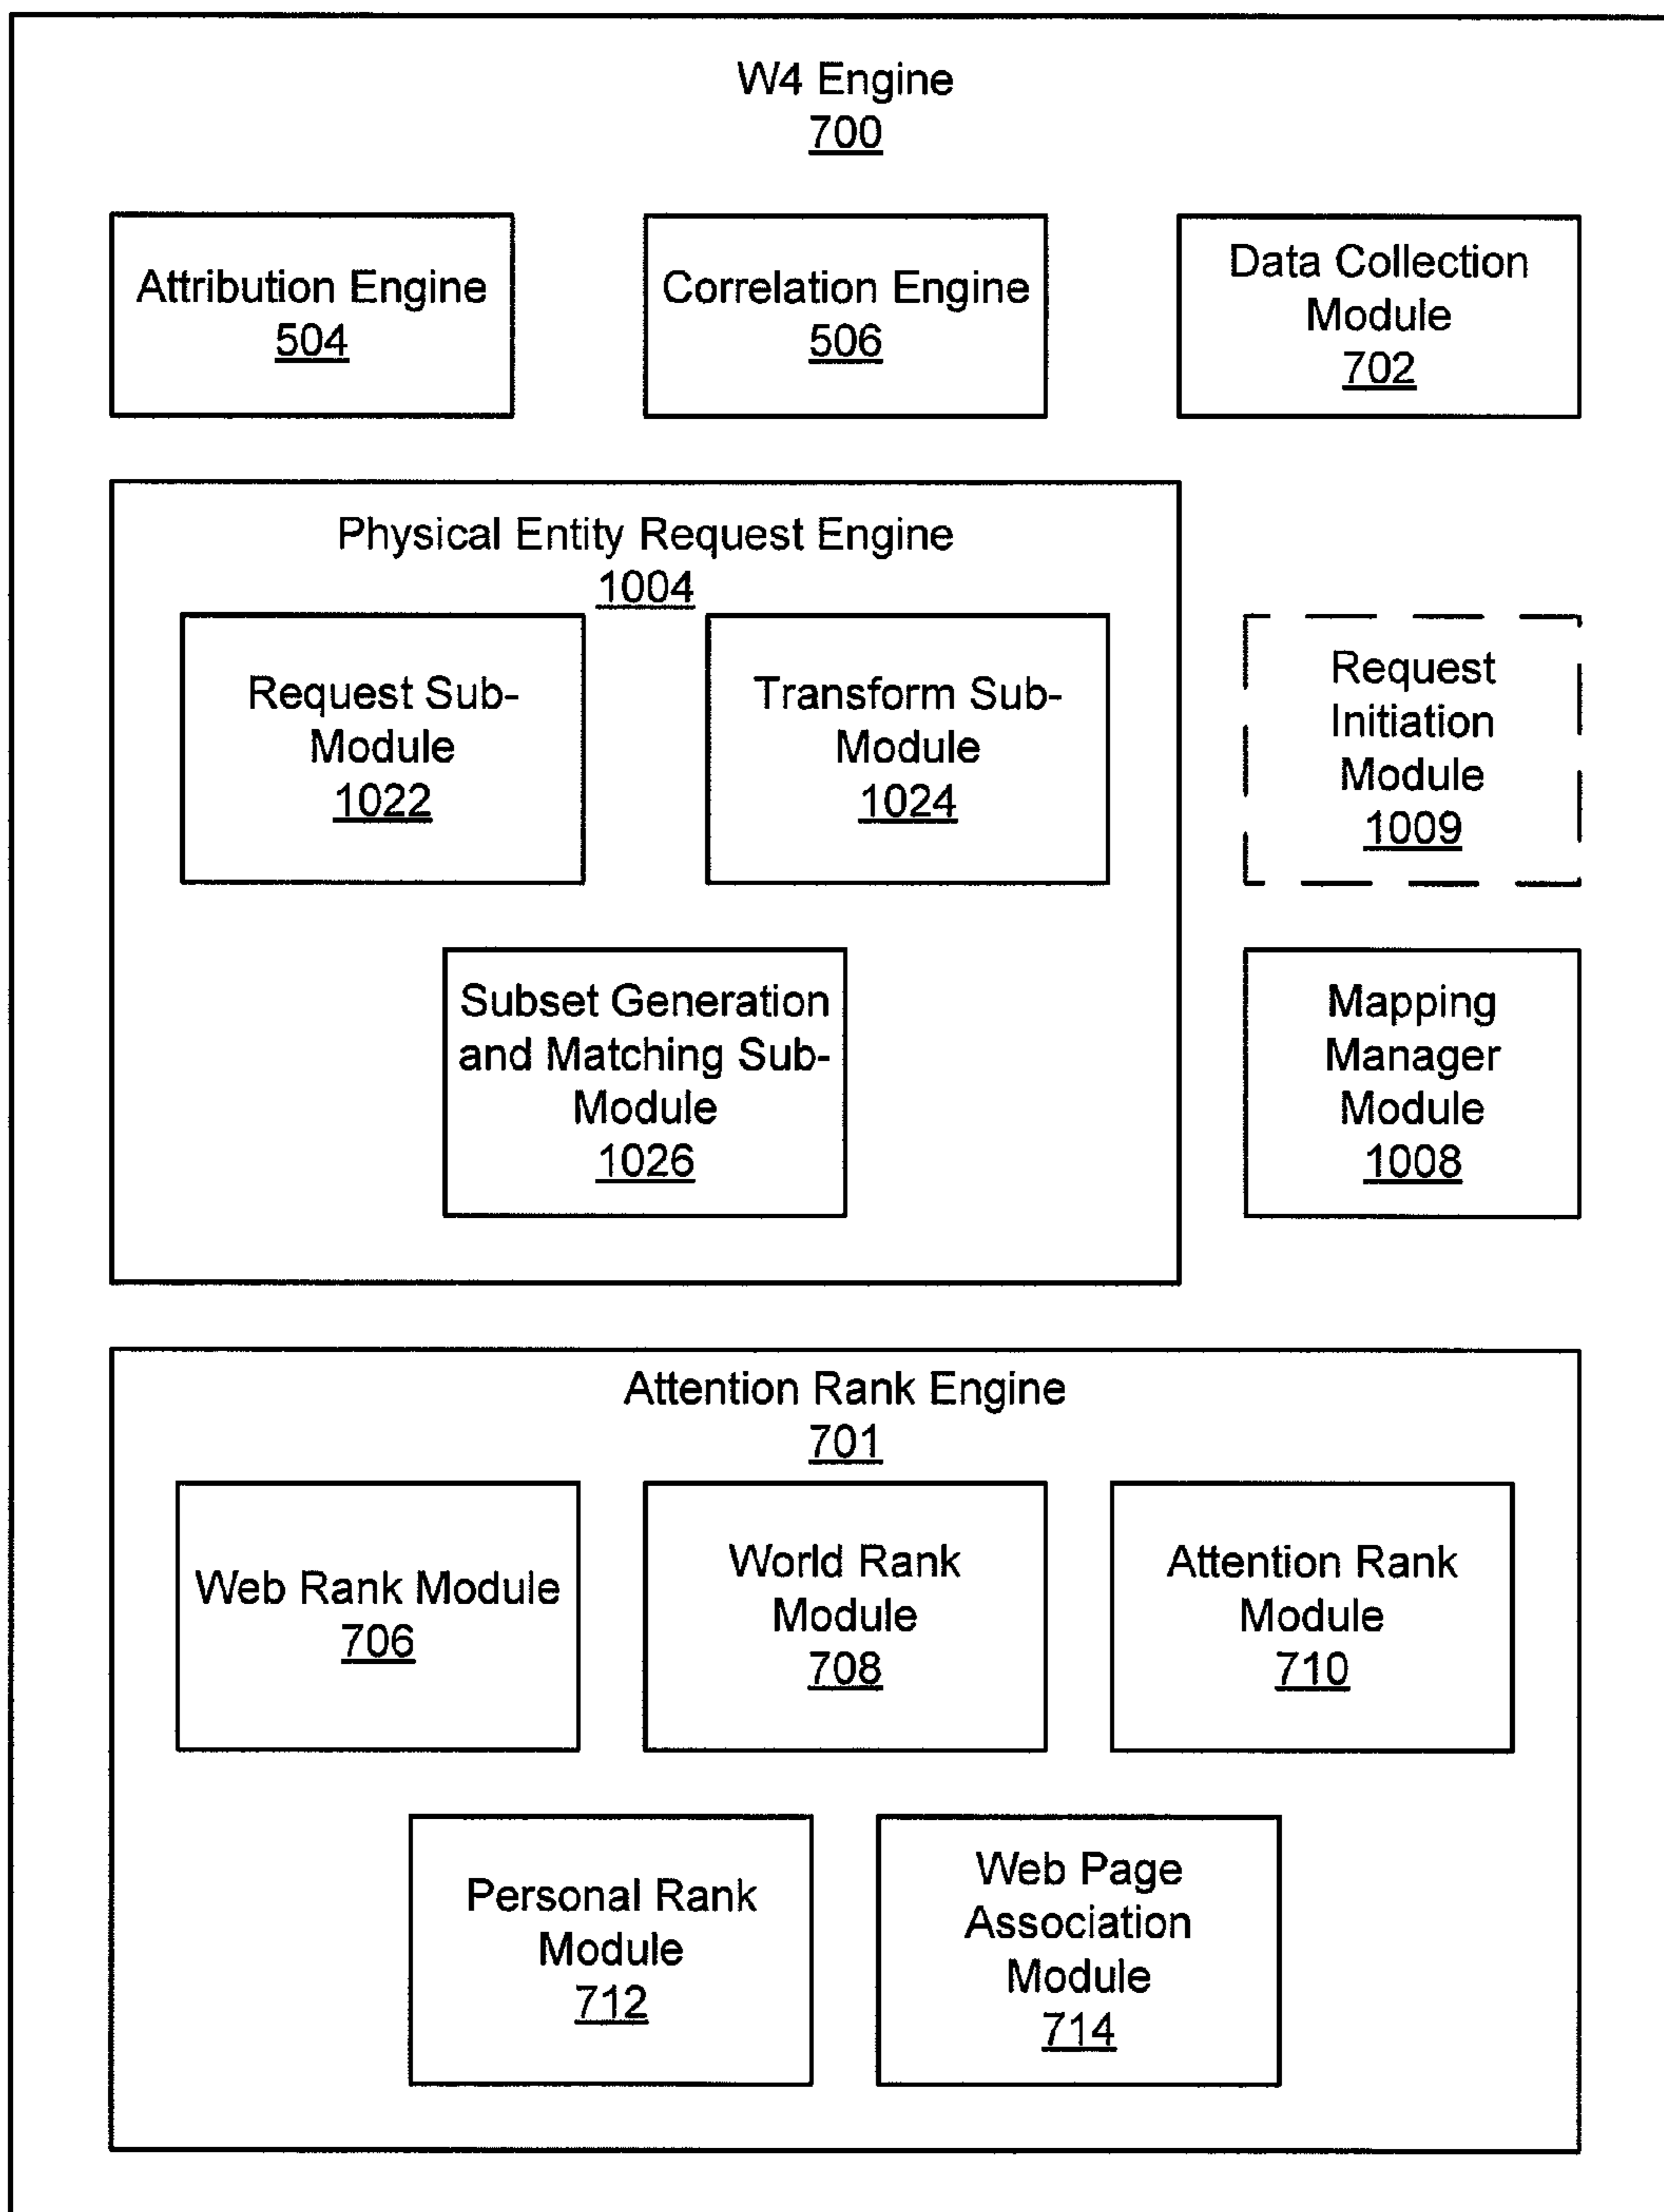 W4 Engine
700
Attribution Engine
504
Correlation Engine
506
Data Collection
Module
702
Physical Entity Request Engine
1004
Request Sub-
Module
1022
Transform Sub-
Module
1024
Subset Generation
and Matching Sub-
Module
1026
Request
Initiation
Module
1009
Mapping
Manager
Module
1008
Attention Rank Engine
701
Web Rank Module
706
World Rank
Module
708
Attention Rank
Module
710
Personal Rank
Module
712
Web Page
Association
Module
714